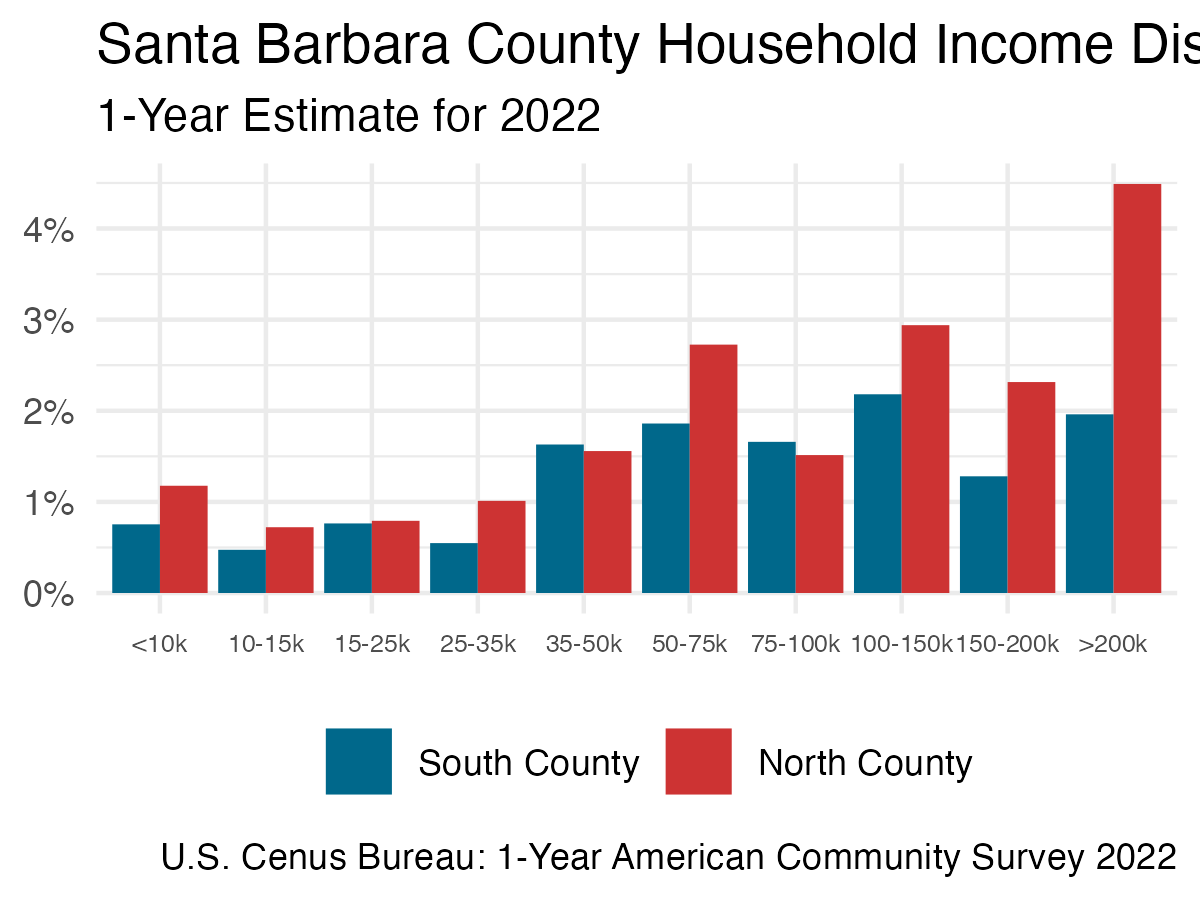 Santa Barbara County Household Income Dis
1-Year Estimate for 2022
4%
3%
2%
1%
0%
<10k 10-15k 15-25k 25-35k 35-50k 50-75k 75-100k 100-150k 150-200k >200k
South County North County
U.S. Cenus Bureau: 1-Year American Community Survey 2022